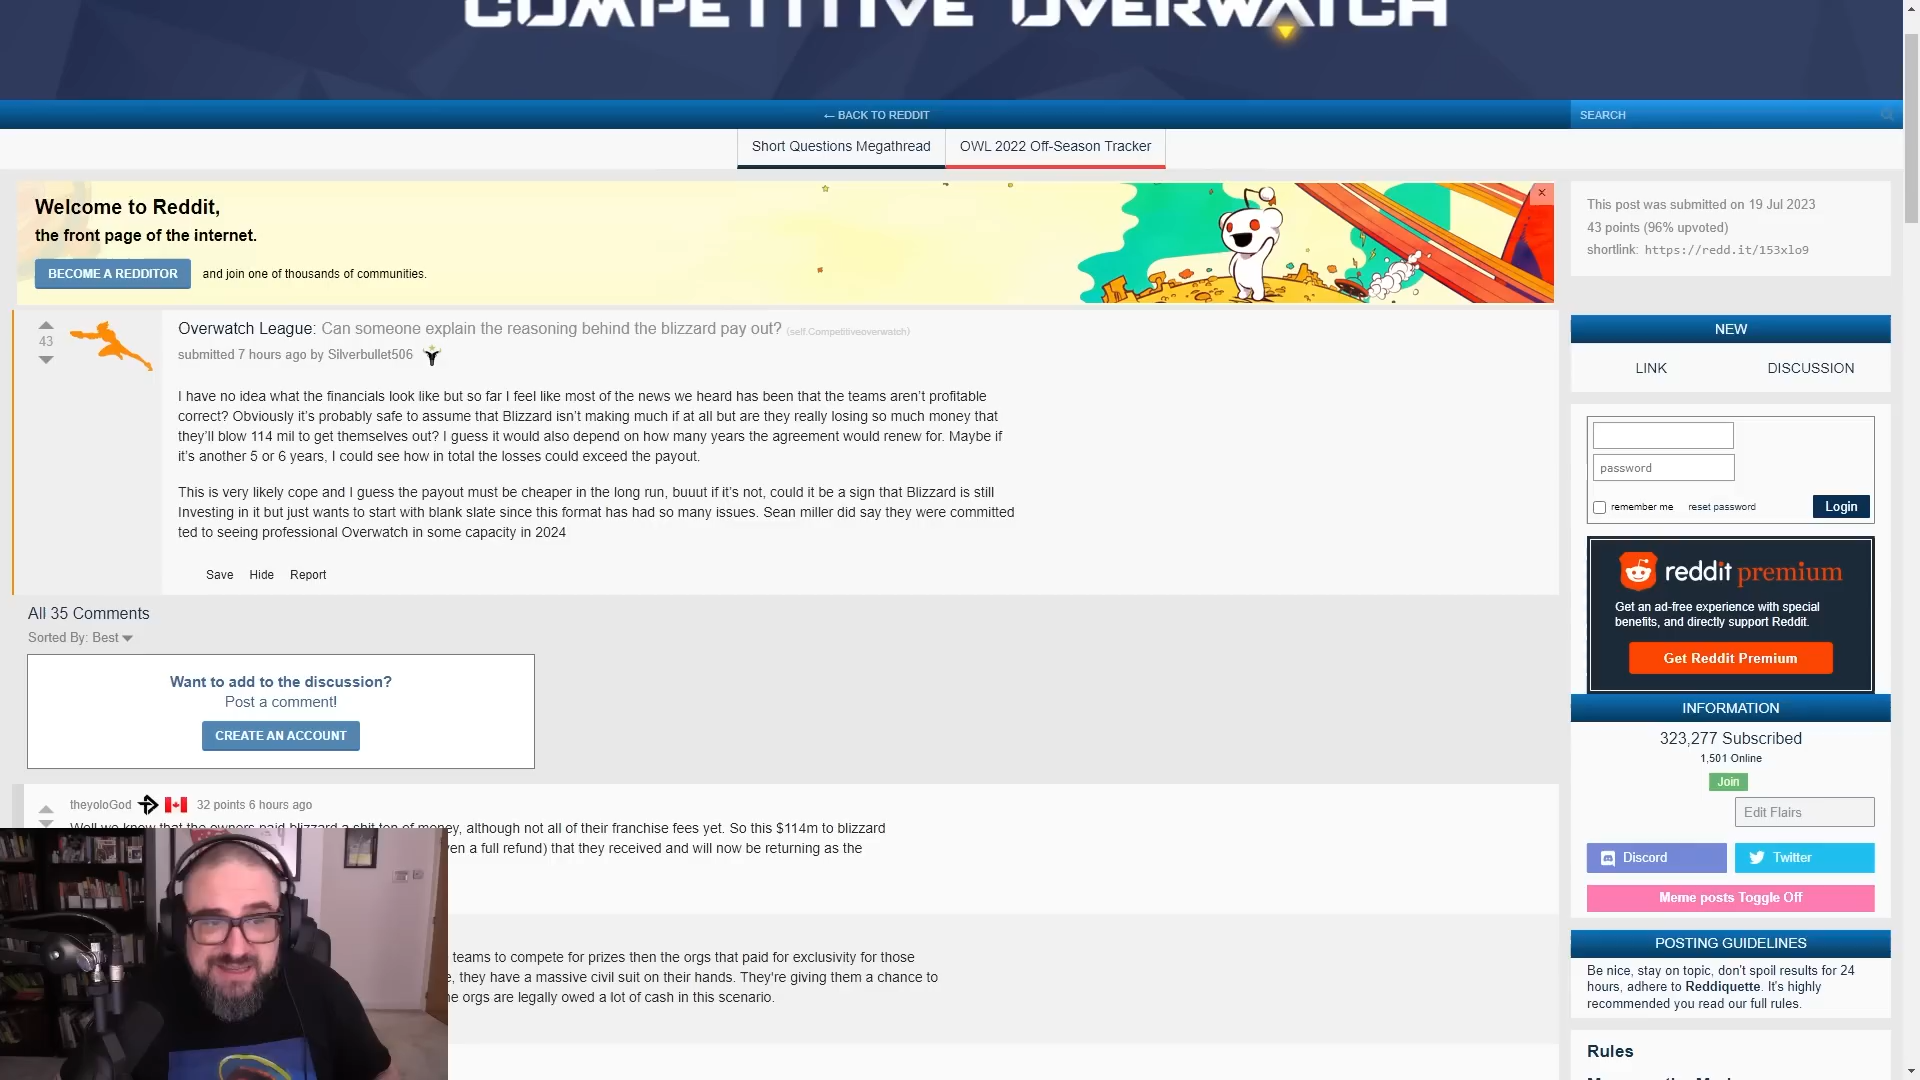 COMPETITIVE OVERWATCH
← BACK TO REDDIT
SEARCH
Short Questions Megathread
OWL 2022 Off-Season Tracker
Welcome to Reddit,
the front page of the internet.
BECOME A REDDITOR
and join one of thousands of communities.
×
This post was submitted on 19 Jul 2023
43 points (96% upvoted)
shortlink: https://redd.it/153xlo9
43
Overwatch League: Can someone explain the reasoning behind the blizzard pay out? (self.Competitiveoverwatch)
submitted 7 hours ago by Silverbullet506
I have no idea what the financials look like but so far I feel like most of the news we heard has been that the teams aren’t profitable
correct? Obviously it’s probably safe to assume that Blizzard isn’t making much if at all but are they really losing so much money that
they’ll blow 114 mil to get themselves out? I guess it would also depend on how many years the agreement would renew for. Maybe if
it’s another 5 or 6 years, I could see how in total the losses could exceed the payout.
This is very likely cope and I guess the payout must be cheaper in the long run, buuut if it’s not, could it be a sign that Blizzard is still
Investing in it but just wants to start with blank slate since this format has had so many issues. Sean miller did say they were committed
ted to seeing professional Overwatch in some capacity in 2024
Save
Hide
Report
NEW
LINK
DISCUSSION
password
remember me
reset password
Login
reddit premium
Get an ad-free experience with special
benefits, and directly support Reddit.
Get Reddit Premium
All 35 Comments
Sorted By: Best
Want to add to the discussion?
Post a comment!
CREATE AN ACCOUNT
INFORMATION
323,277 Subscribed
1,501 Online
Join
Edit Flairs
Discord
Twitter
Meme posts Toggle Off
theyoloGod
32 points 6 hours ago
Well we know that the owners paid blizzard a shit ton of money, although not all of their franchise fees yet. So this $114m to blizzard
en a full refund) that they received and will now be returning as the
teams to compete for prizes then the orgs that paid for exclusivity for those
, they have a massive civil suit on their hands. They're giving them a chance to
e orgs are legally owed a lot of cash in this scenario.
POSTING GUIDELINES
Be nice, stay on topic, don't spoil results for 24
hours, adhere to Reddiquette. It's highly
recommended you read our full rules.
Rules